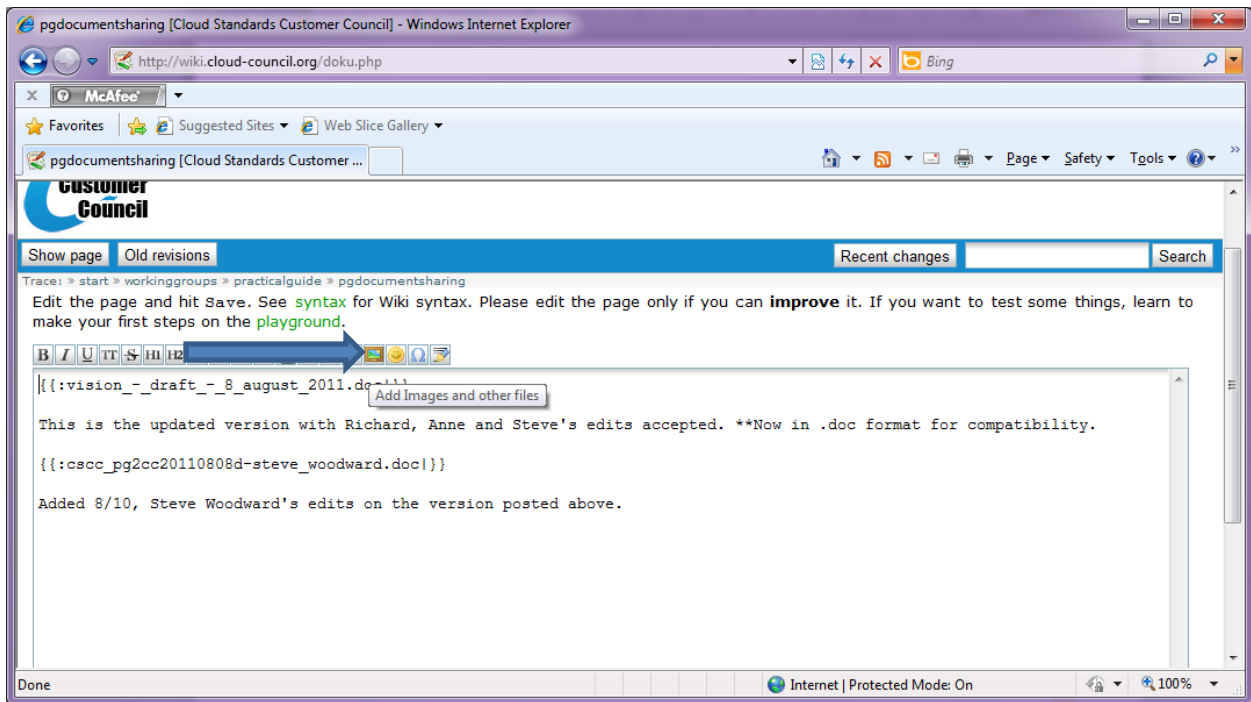 pgdocumentsharing [Cloud Standards Customer Council] - Windows Internet Explorer
http://wiki.cloud-council.org/doku.php
Bing
X McAfee
Favorites Suggested Sites Web Slice Gallery
pgdocumentsharing [Cloud Standards Customer ... Page Safety Tools
Customer
Council
Show page Old revisions Recent changes Search
Trace: » start » workinggroups » practicalguide » pgdocumentsharing
Edit the page and hit Save. See syntax for Wiki syntax. Please edit the page only if you can improve it. If you want to test some things, learn to
make your first steps on the playground.
B I U TT S H1 H2 Ω
{{:vision_-_draft_-_8_august_2011.doc|}}
Add Images and other files
This is the updated version with Richard, Anne and Steve's edits accepted. **Now in .doc format for compatibility.
{{:cscc_pg2cc20110808d-steve_woodward.doc|}}
Added 8/10, Steve Woodward's edits on the version posted above.
Done Internet | Protected Mode: On 100%